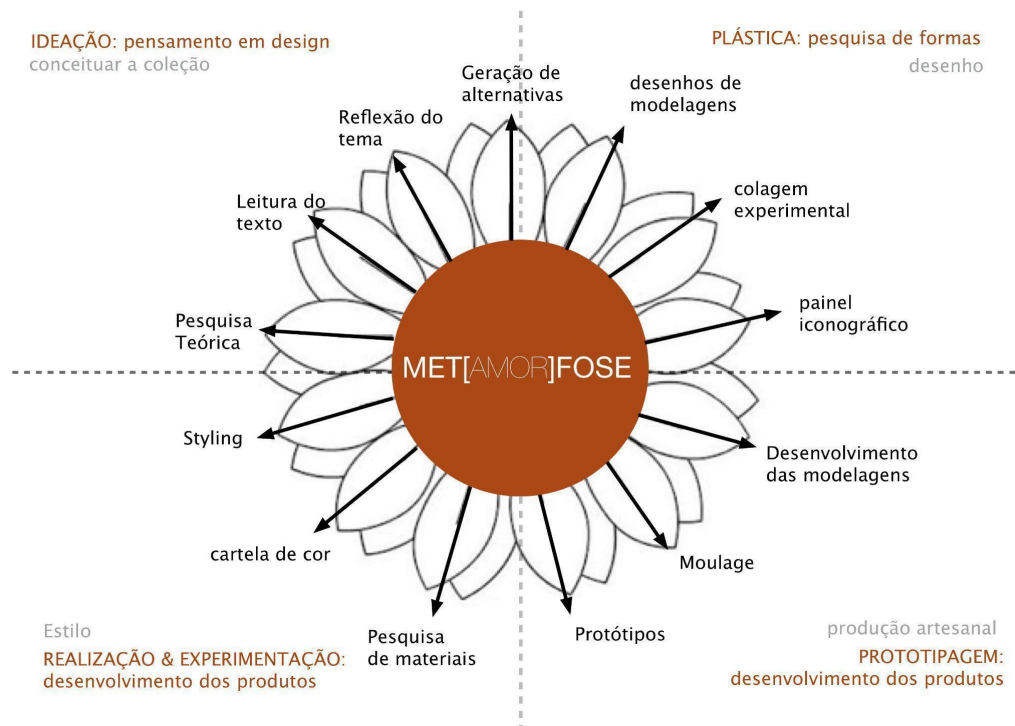 IDEAÇÃO: pensamento em design
conceituar a coleção
PLÁSTICA: pesquisa de formas
desenho
Geração de
alternativas
desenhos de
modelagens
Reflexão do
tema
colagem
experimental
Leitura do
texto
painel
iconográfico
Pesquisa
Teórica
MET[AMOR]FOSE
Styling
Desenvolvimento
das modelagens
cartela de cor
Moulage
Pesquisa
de materiais
Protótipos
Estilo
REALIZAÇÃO & EXPERIMENTAÇÃO:
desenvolvimento dos produtos
produção artesanal
PROTOTIPAGEM:
desenvolvimento dos produtos